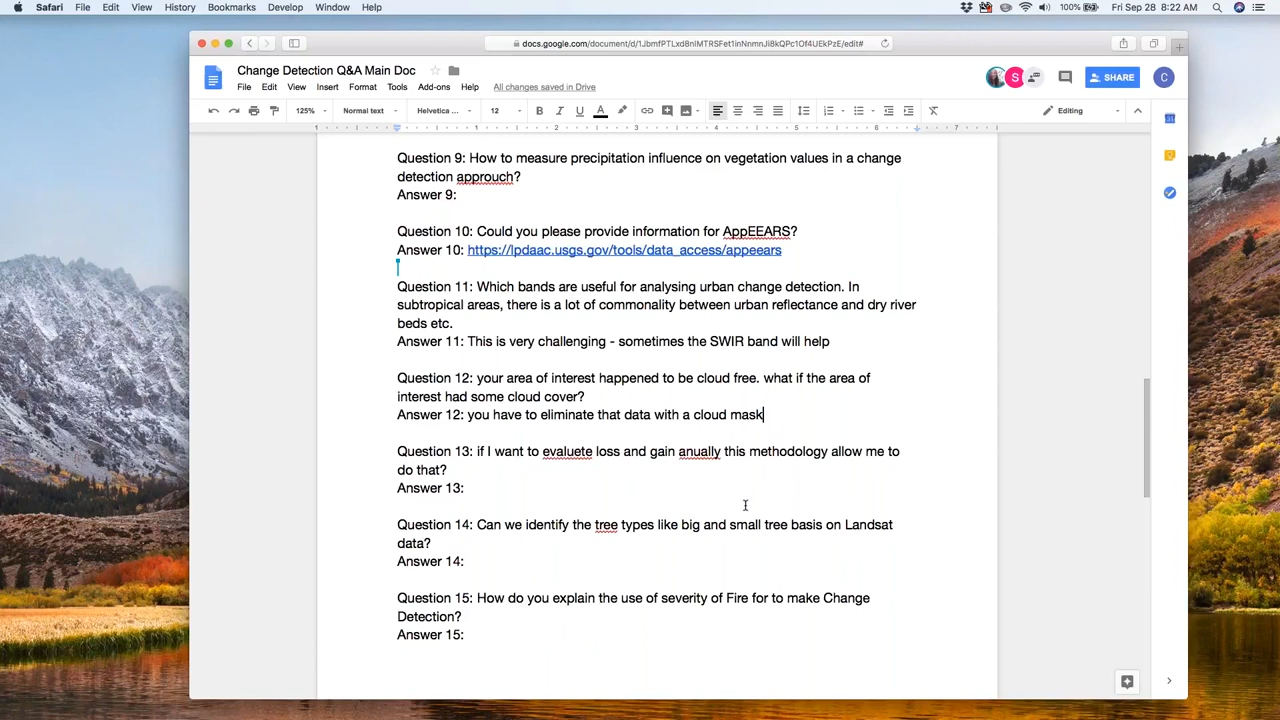 Safari File Edit View History Bookmarks Develop Window Help 100% Fri Sep 28 8:22 AM
docs.google.com/document/d/1JbmfPTLxd8nlMTRSFet1inNnmnJi8kQPc1Of4UEkPzE/edit#
Change Detection Q&A Main Doc
S SHARE C
File Edit View Insert Format Tools Add-ons Help All changes saved in Drive
125% Normal text Helvetica ... 12 B I U A Editing
1 1 2 3 4 5 6 7
Question 9: How to measure precipitation influence on vegetation values in a change
detection approuch?
Answer 9:
Question 10: Could you please provide information for AppEEARS?
Answer 10: https://lpdaac.usgs.gov/tools/data_access/appeears
Question 11: Which bands are useful for analysing urban change detection. In
subtropical areas, there is a lot of commonality between urban reflectance and dry river
beds etc.
Answer 11: This is very challenging - sometimes the SWIR band will help
Question 12: your area of interest happened to be cloud free. what if the area of
interest had some cloud cover?
Answer 12: you have to eliminate that data with a cloud mask
Question 13: if I want to evaluete loss and gain anually this methodology allow me to
do that?
Answer 13:
Question 14: Can we identify the tree types like big and small tree basis on Landsat
data?
Answer 14:
Question 15: How do you explain the use of severity of Fire for to make Change
Detection?
Answer 15: